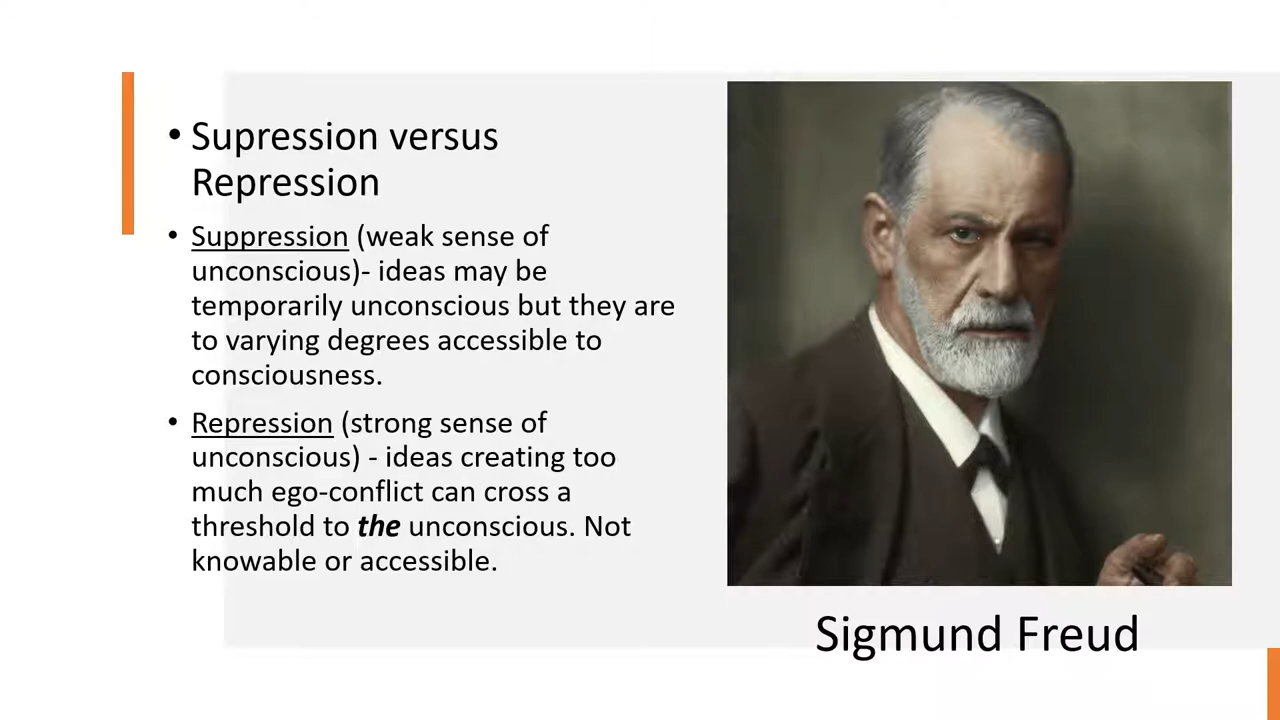 • Supression versus
Repression
• Suppression (weak sense of
unconscious)- ideas may be
temporarily unconscious but they are
to varying degrees accessible to
consciousness.
• Repression (strong sense of
unconscious) - ideas creating too
much ego-conflict can cross a
threshold to the unconscious. Not
knowable or accessible.
Sigmund Freud